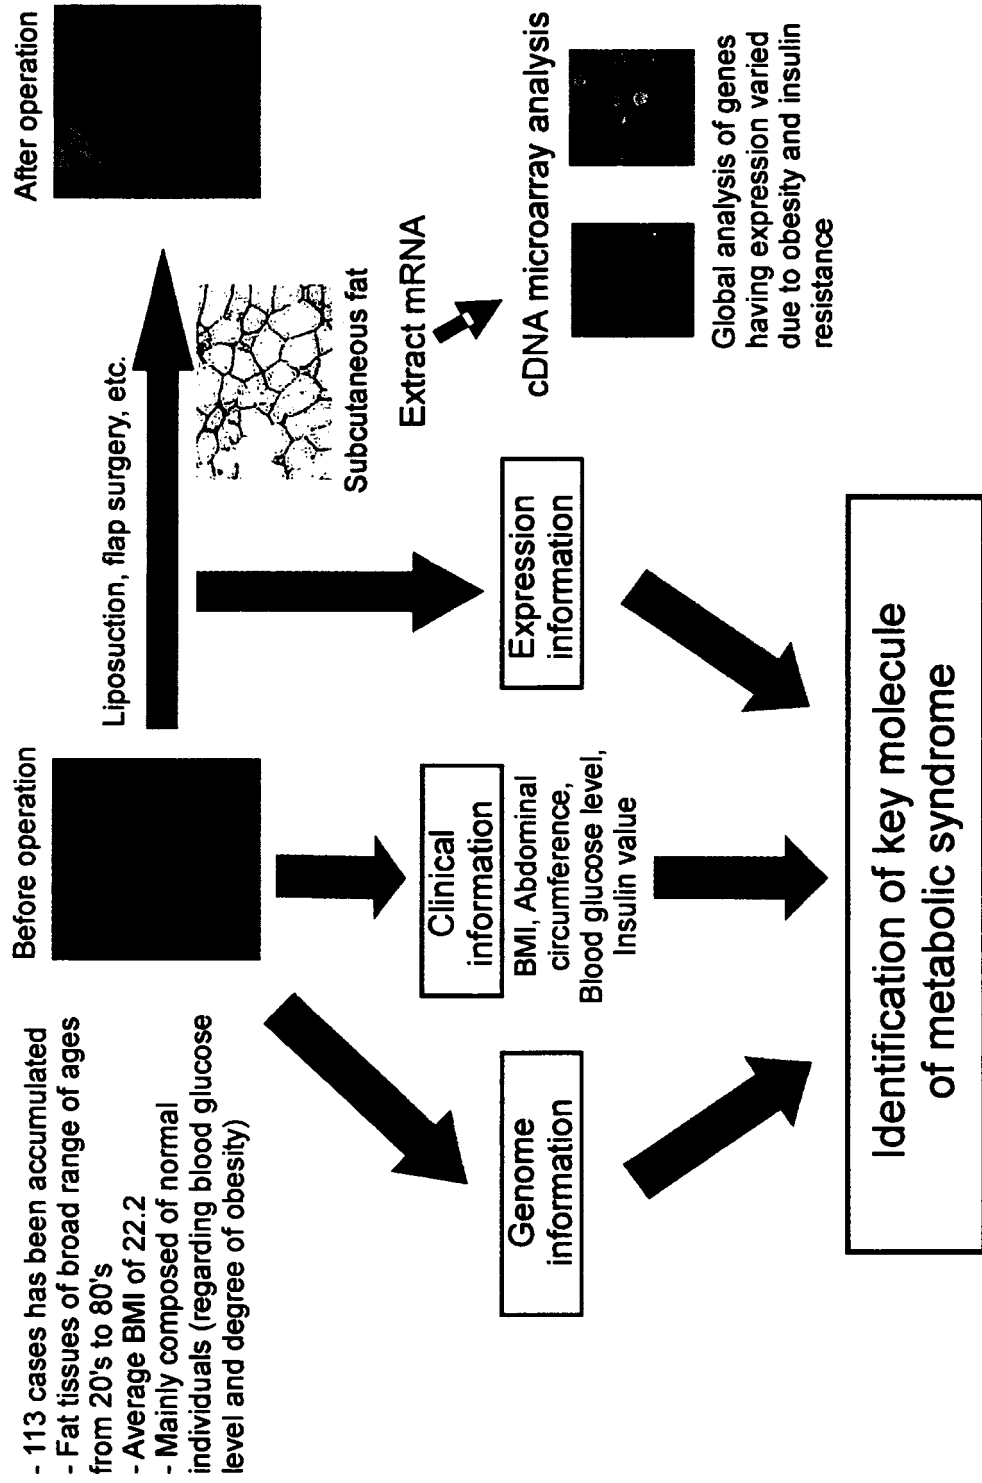 - 113 cases has been accumulated
- Fat tissues of broad range of ages
from 20's to 80's
- Average BMI of 22.2
- Mainly composed of normal
individuals (regarding blood glucose
level and degree of obesity)
Before operation
Liposuction, flap surgery, etc.
After operation
Subcutaneous fat
Extract mRNA
cDNA microarray analysis
Global analysis of genes
having expression varied
due to obesity and insulin
resistance
Genome
information
Clinical
information
BMI, Abdominal
circumference,
Blood glucose level,
Insulin value
Expression
information
Identification of key molecule
of metabolic syndrome